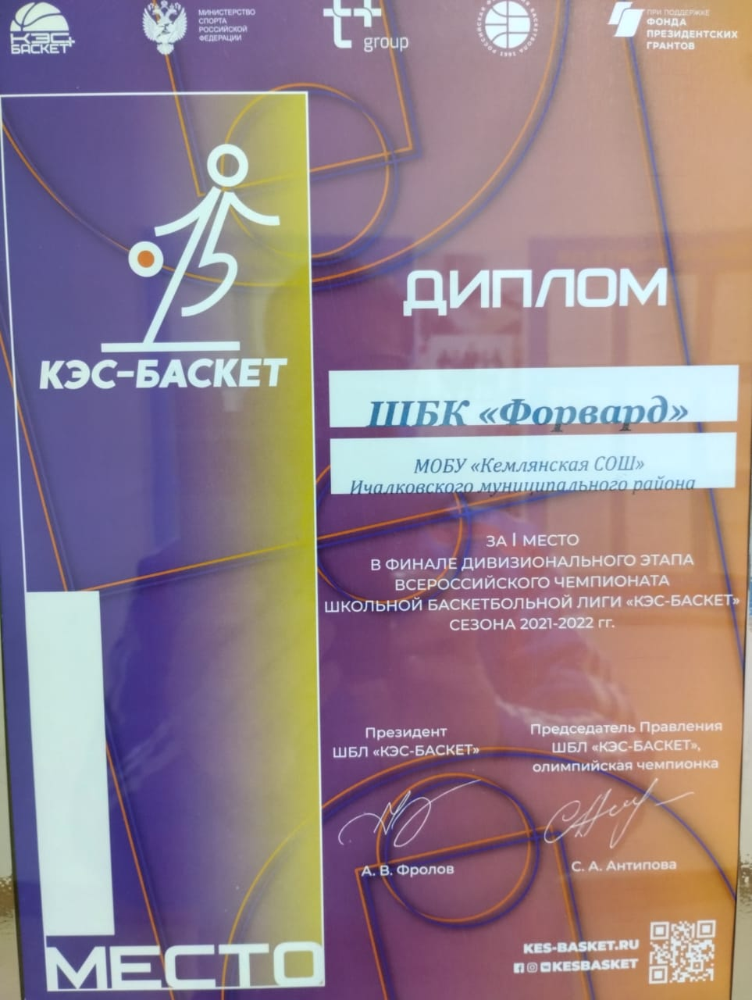 КЭС
БАСКЕТ
МИНИСТЕРСТВО
СПОРТА
РОССИЙСКОЙ
ФЕДЕРАЦИИ
t+
group
ПРИ ПОДДЕРЖКЕ
ФОНДА
ПРЕЗИДЕНТСКИХ
ГРАНТОВ
КЭС-БАСКЕТ
ДИПЛОМ
ШБК «Форвард»
МОБУ «Кемлянская СОШ»
Ичалковского муниципального района
ЗА I МЕСТО
В ФИНАЛЕ ДИВИЗИОНАЛЬНОГО ЭТАПА
ВСЕРОССИЙСКОГО ЧЕМПИОНАТА
ШКОЛЬНОЙ БАСКЕТБОЛЬНОЙ ЛИГИ «КЭС-БАСКЕТ»
СЕЗОНА 2021-2022 гг.
Президент
ШБЛ «КЭС-БАСКЕТ»
А. В. Фролов
Председатель Правления
ШБЛ «КЭС-БАСКЕТ»,
олимпийская чемпионка
С. А. Антипова
I
МЕСТО
KES-BASKET.RU
KESBASKET